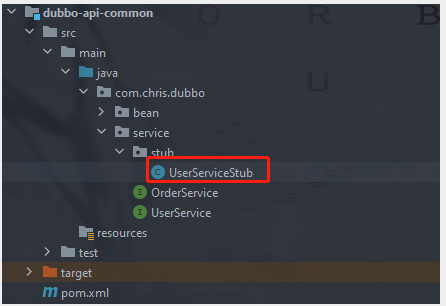 dubbo-api-common
src
main
java
com.chris.dubbo
bean
service
stub
UserServiceStub
OrderService
UserService
resources
test
target
pom.xml
O R B
U